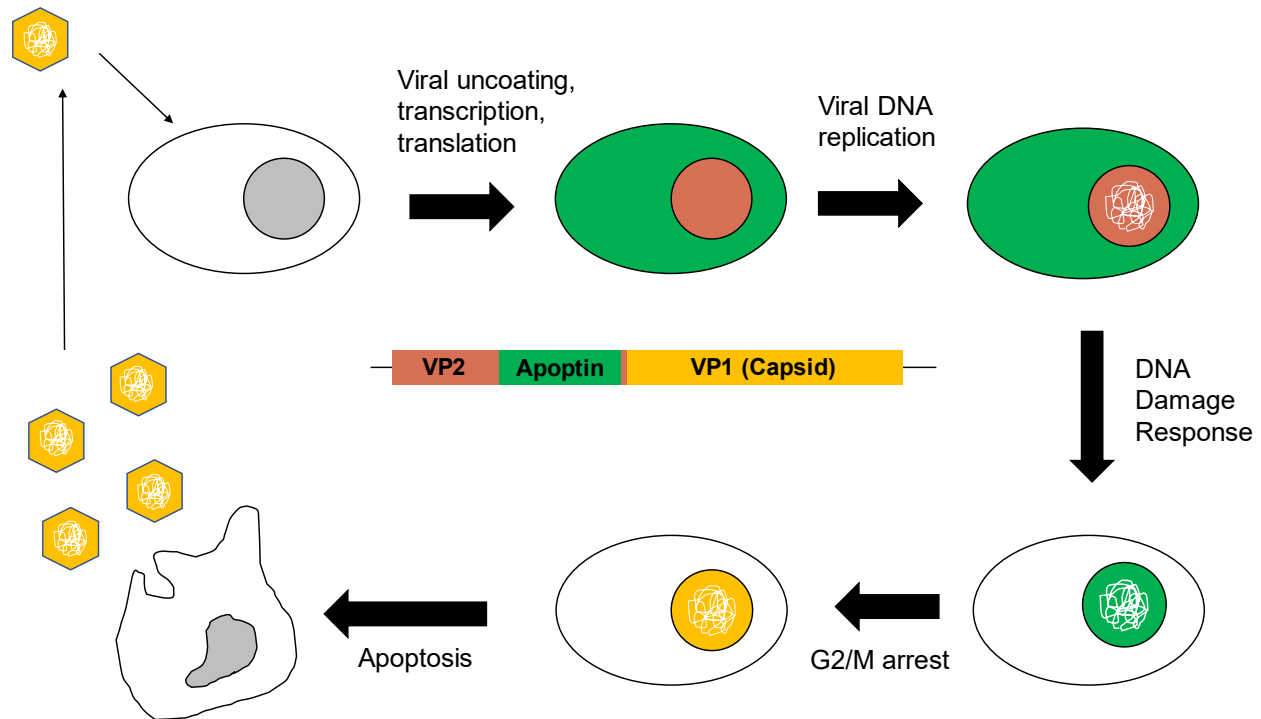 Viral uncoating,
transcription,
translation
Viral DNA
replication
VP2 Apoptin VP1 (Capsid)
DNA
Damage
Response
G2/M arrest
Apoptosis